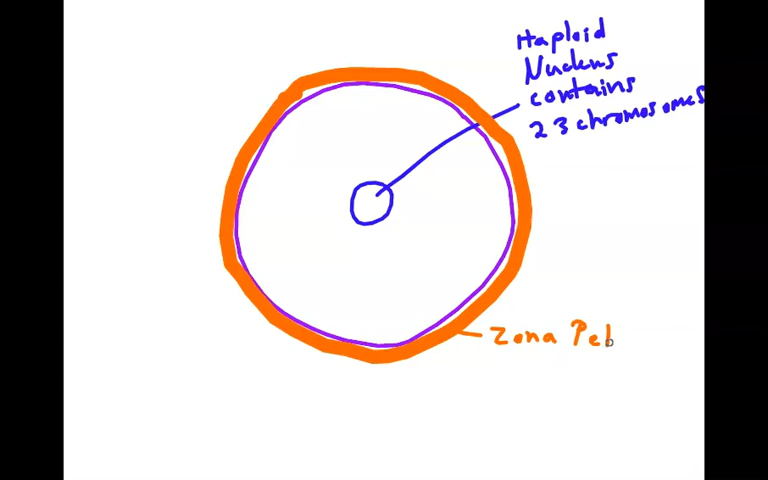 Haploid
Nucleus
contains
23 chromosomes
Zona Pel